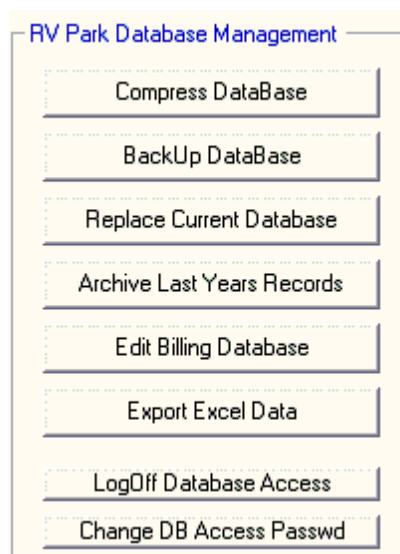 RV Park Database Management
Compress DataBase
BackUp DataBase
Replace Current Database
Archive Last Years Records
Edit Billing Database
Export Excel Data
LogOff Database Access
Change DB Access Passwd